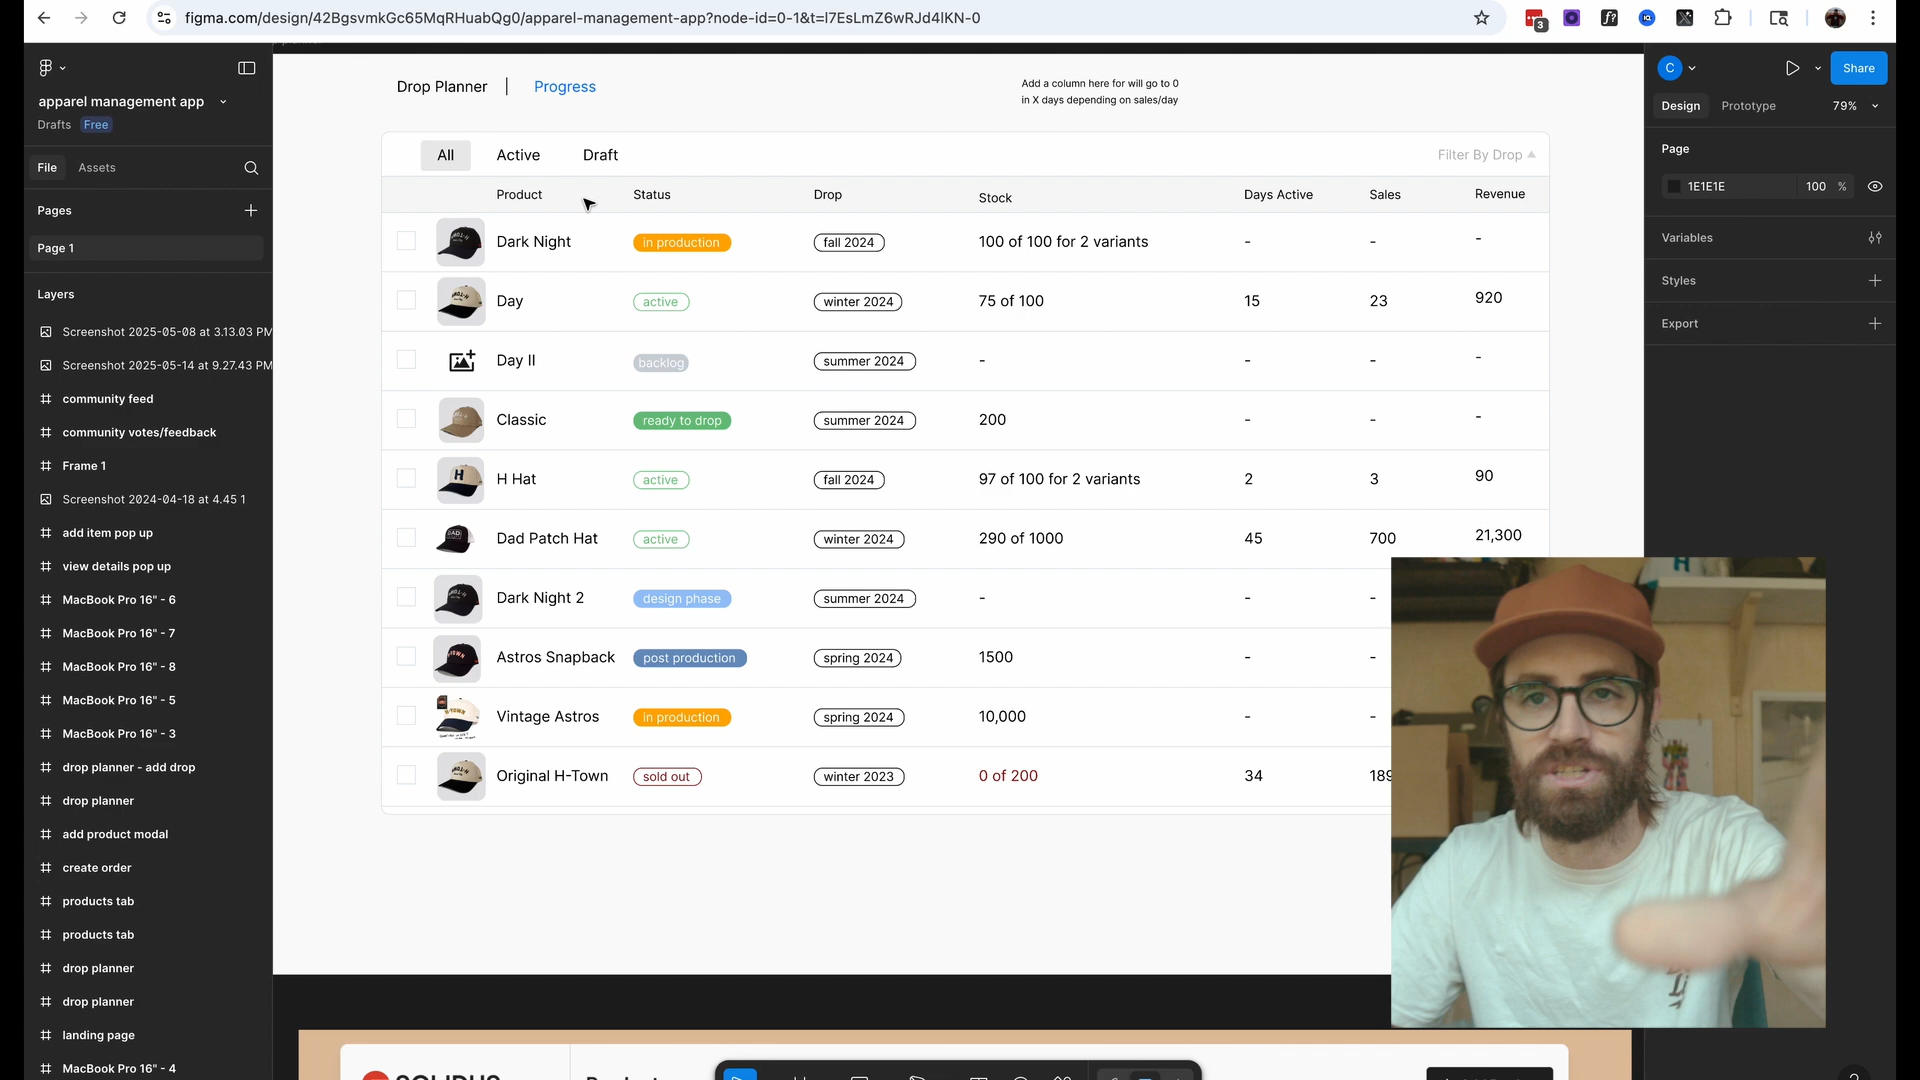 figma.com/design/42BgsvmkGc65MqRHuabQg0/apparel-management-app?node-id=0-1&t=l7EsLmZ6wRJd4lKN-0
3
apparel management app
Drafts Free
File Assets
Pages
Page 1
Layers
Screenshot 2025-05-08 at 3.13.03 PM
Screenshot 2025-05-14 at 9.27.43 PM
community feed
community votes/feedback
Frame 1
Screenshot 2024-04-18 at 4.45 1
add item pop up
view details pop up
MacBook Pro 16" - 6
MacBook Pro 16" - 7
MacBook Pro 16" - 8
MacBook Pro 16" - 5
MacBook Pro 16" - 3
drop planner - add drop
drop planner
add product modal
create order
products tab
products tab
drop planner
drop planner
landing page
MacBook Pro 16" - 4
Drop Planner | Progress
Add a column here for will go to 0
in X days depending on sales/day
All Active Draft Filter By Drop
Product Status Drop Stock Days Active Sales Revenue
Dark Night in production fall 2024 100 of 100 for 2 variants - - -
Day active winter 2024 75 of 100 15 23 920
Day II backlog summer 2024 - - - -
Classic ready to drop summer 2024 200 - - -
H Hat active fall 2024 97 of 100 for 2 variants 2 3 90
Dad Patch Hat active winter 2024 290 of 1000 45 700 21,300
Dark Night 2 design phase summer 2024 - - -
Astros Snapback post production spring 2024 1500 - -
Vintage Astros in production spring 2024 10,000 - -
Original H-Town sold out winter 2023 0 of 200 34 189
C
Share
Design Prototype 79%
Page
1E1E1E 100 %
Variables
Styles
Export